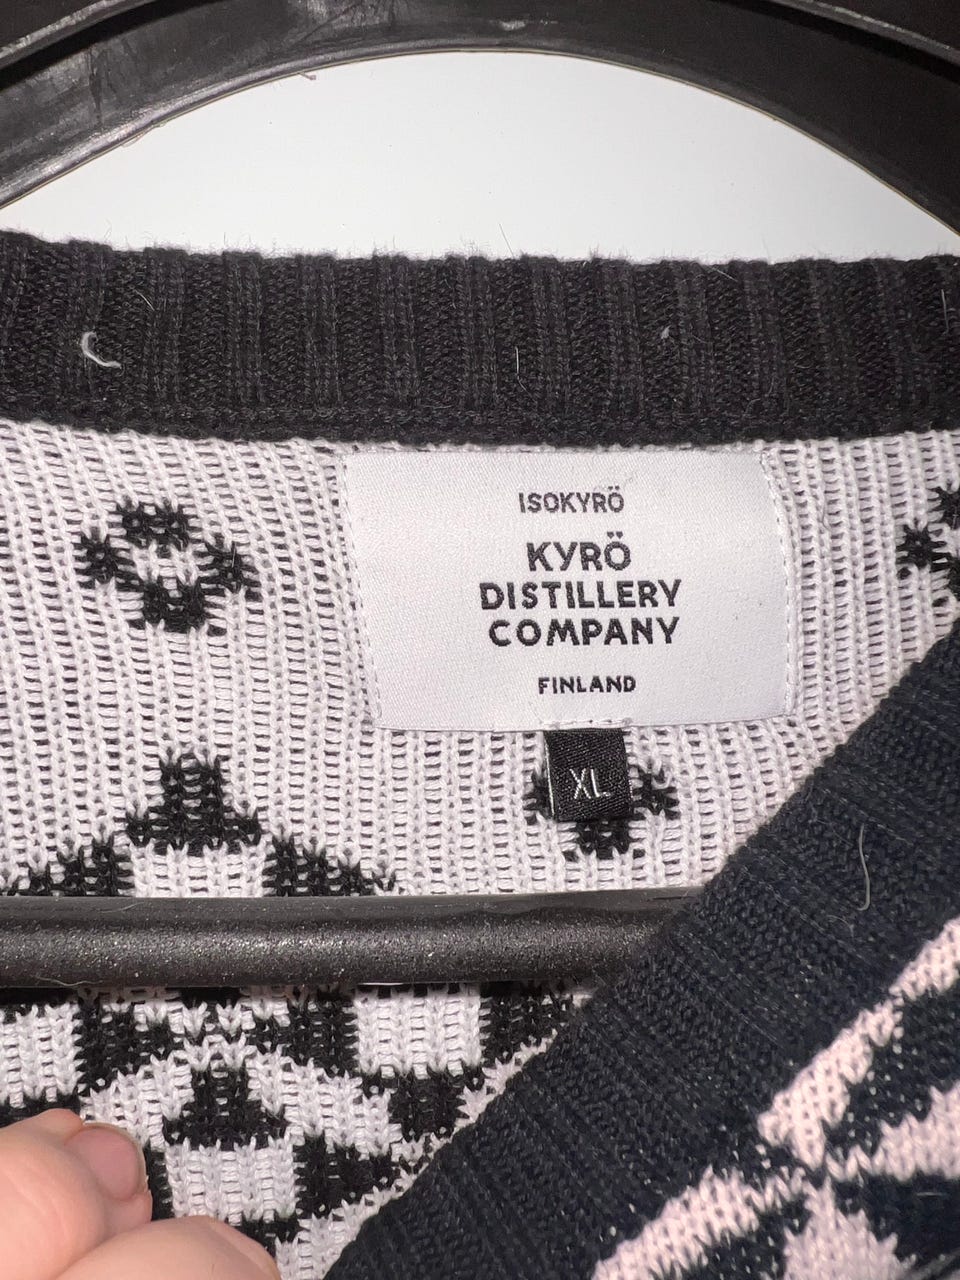 ISOKYRÖ
KYRÖ
DISTILLERY
COMPANY
FINLAND
XL